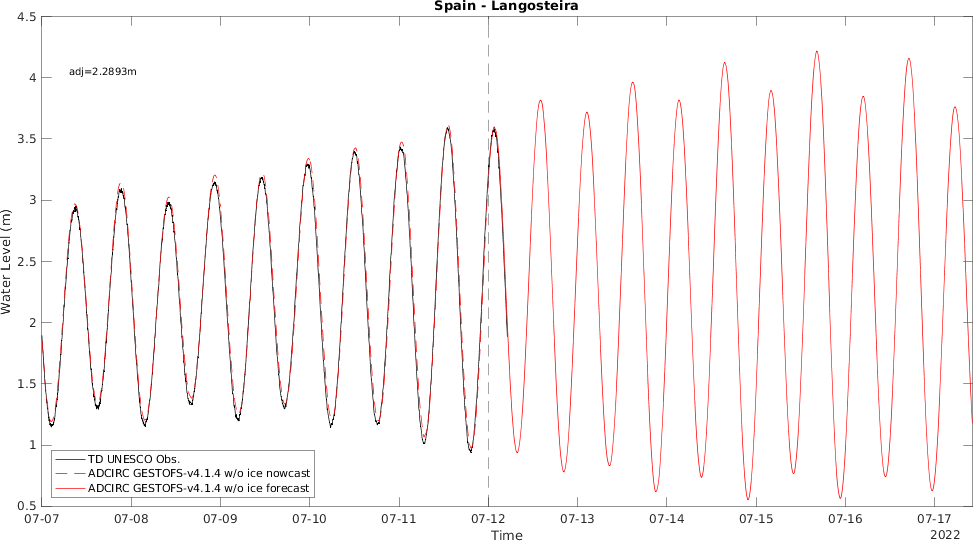 Spain - Langosteira
4.5
4
3.5
3
2.5
2
1.5
1
0.5
Water Level (m)
adj=2.2893m
TD UNESCO Obs.
ADCIRC GESTOFS-v4.1.4 w/o ice nowcast
ADCIRC GESTOFS-v4.1.4 w/o ice forecast
07-07 07-08 07-09 07-10 07-11 07-12 07-13 07-14 07-15 07-16 07-17
Time
2022